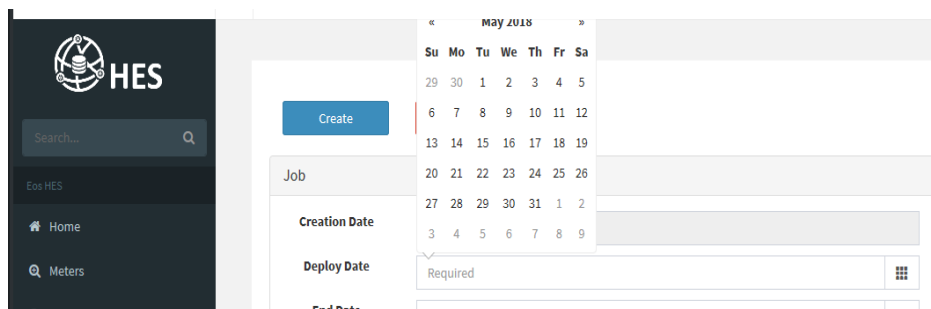 HES
Search...
Eos HES
Home
Meters
« May 2018 »
Su Mo Tu We Th Fr Sa
29 30 1 2 3 4 5
6 7 8 9 10 11 12
13 14 15 16 17 18 19
20 21 22 23 24 25 26
27 28 29 30 31 1 2
3 4 5 6 7 8 9
Create
Job
Creation Date
Deploy Date
Required
End Date